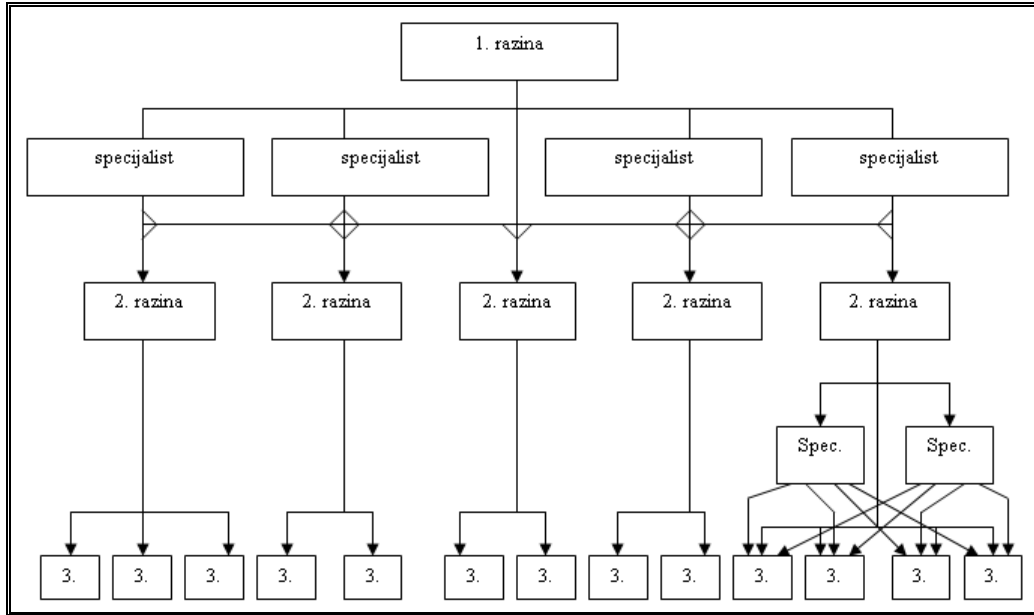 1. razina
specijalist
specijalist
specijalist
specijalist
2. razina
2. razina
2. razina
2. razina
2. razina
Spec.
Spec.
3.
3.
3.
3.
3.
3.
3.
3.
3.
3.
3.
3.
3.